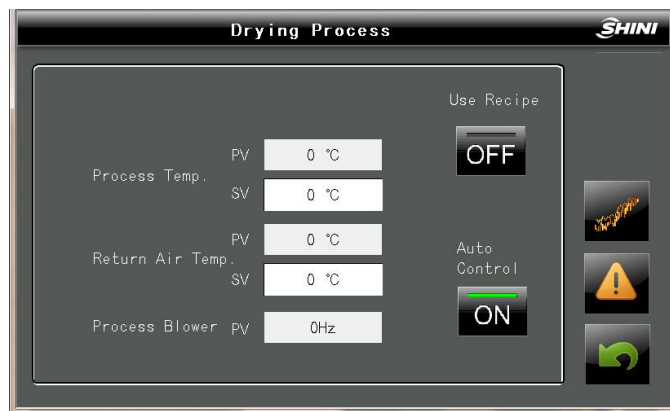 Drying Process
SHINI
Use Recipe
OFF
Process Temp.
PV 0 ℃
SV 0 ℃
Return Air Temp.
PV 0 ℃
SV 0 ℃
Auto
Control
ON
Process Blower PV 0Hz